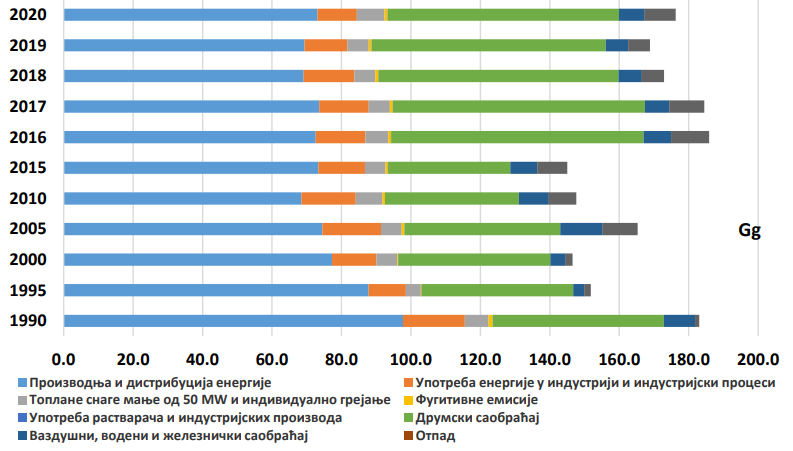 2020
2019
2018
2017
2016
2015
2010
2005
Gg
2000
1995
1990
0.0 20.0 40.0 60.0 80.0 100.0 120.0 140.0 160.0 180.0 200.0
Производња и дистрибуција енергије
Употреба енергије у индустрији и индустријски процеси
Топлане снаге мање од 50 MW и индивидуално грејање
Фугитивне емисије
Употреба растварача и индустријских производа
Друмски саобраћај
Ваздушни, водени и железнички саобраћај
Отпад